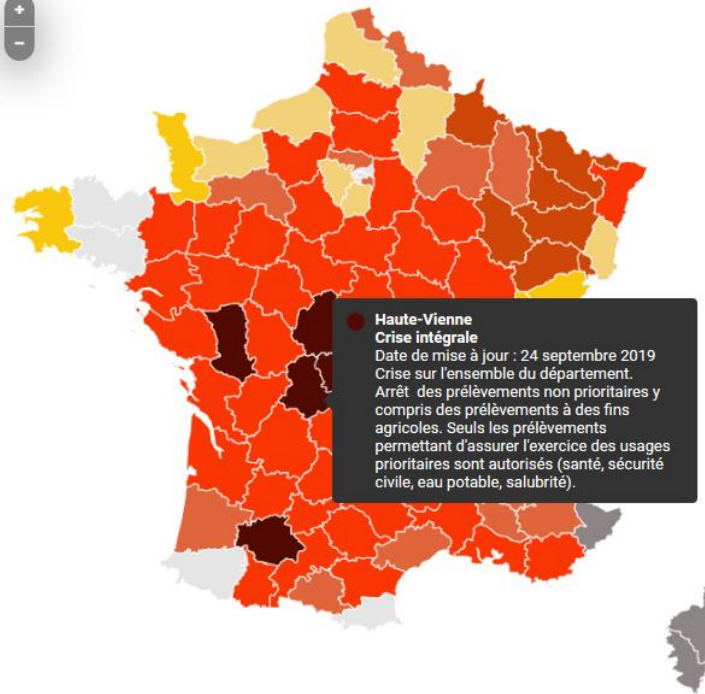 +
−
Haute-Vienne
Crise intégrale
Date de mise à jour : 24 septembre 2019
Crise sur l'ensemble du département.
Arrêt des prélèvements non prioritaires y
compris des prélèvements à des fins
agricoles. Seuls les prélèvements
permettant d'assurer l'exercice des usages
prioritaires sont autorisés (santé, sécurité
civile, eau potable, salubrité).